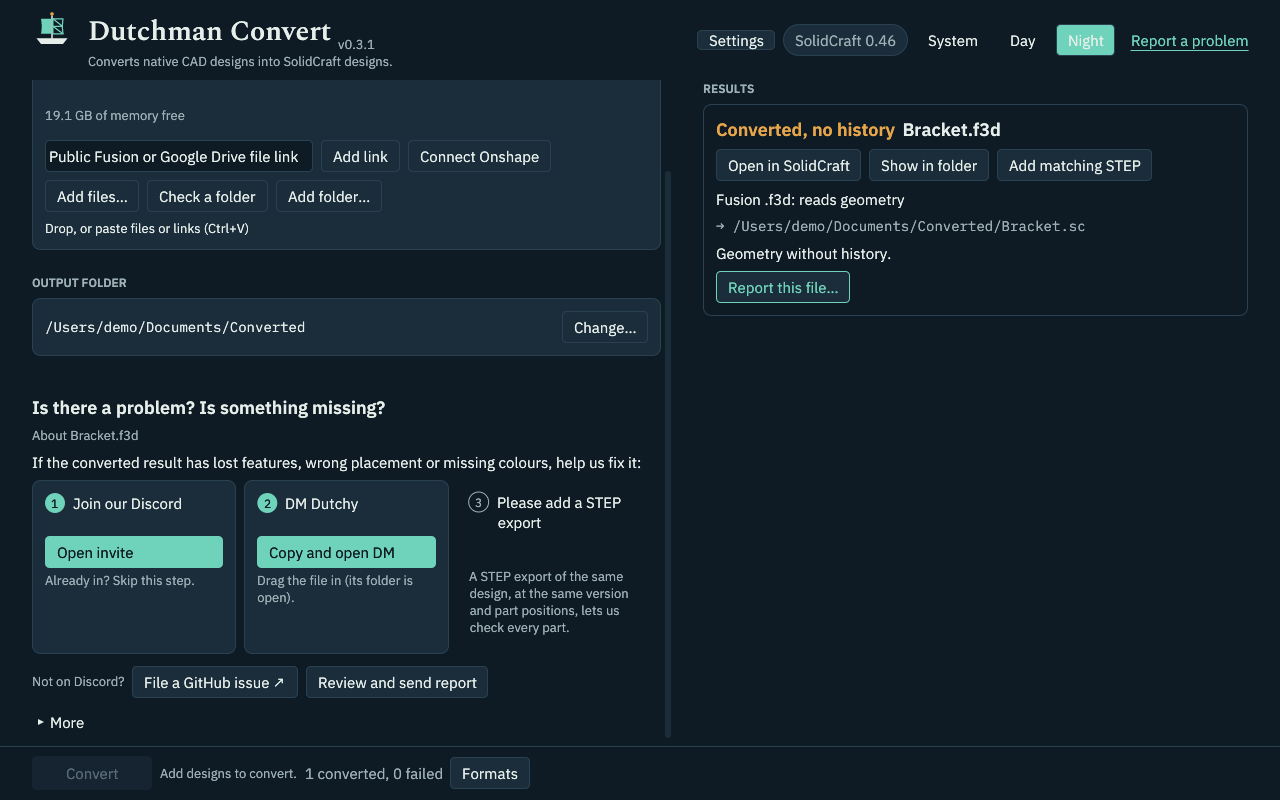 Dutchman Convert v0.3.1
Converts native CAD designs into SolidCraft designs.
Settings
SolidCraft 0.46
System
Day
Night
Report a problem
19.1 GB of memory free
Public Fusion or Google Drive file link
Add link
Connect Onshape
Add files...
Check a folder
Add folder...
Drop, or paste files or links (Ctrl+V)
OUTPUT FOLDER
/Users/demo/Documents/Converted
Change...
Is there a problem? Is something missing?
About Bracket.f3d
If the converted result has lost features, wrong placement or missing colours, help us fix it:
1 Join our Discord
Open invite
Already in? Skip this step.
2 DM Dutchy
Copy and open DM
Drag the file in (its folder is
open).
3 Please add a STEP
export
A STEP export of the same
design, at the same version
and part positions, lets us
check every part.
Not on Discord?
File a GitHub issue ↗
Review and send report
▸ More
RESULTS
Converted, no history Bracket.f3d
Open in SolidCraft
Show in folder
Add matching STEP
Fusion .f3d: reads geometry
→ /Users/demo/Documents/Converted/Bracket.sc
Geometry without history.
Report this file...
Convert
Add designs to convert.
1 converted, 0 failed
Formats